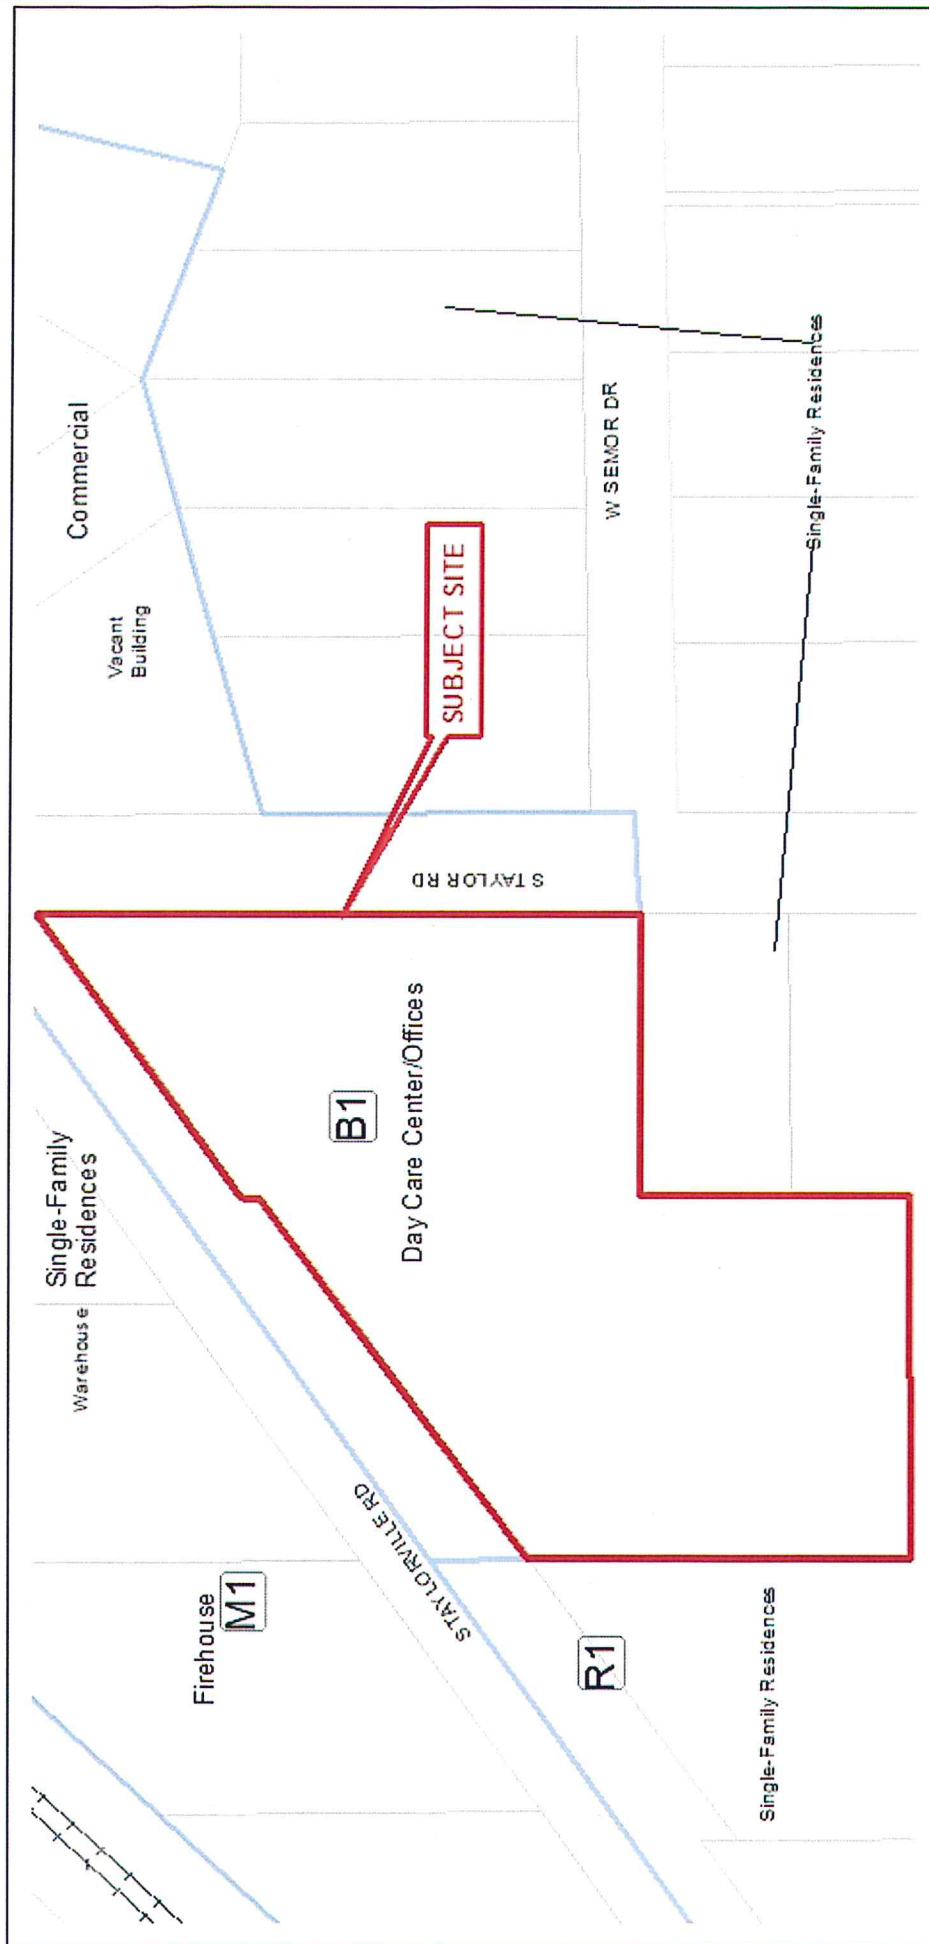 Commercial
Vacant
Building
SUBJECT SITE
W SEMOR DR
Single-Family Residences
S TAYLOR RD
Single-Family
Residences
Warehouse
B1
Day Care Center/Offices
Firehouse
M1
S TAYLORVILLE RD
R1
Single-Family Residences